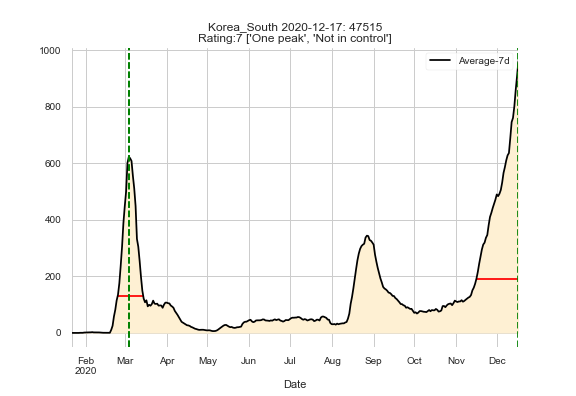 Korea_South 2020-12-17: 47515
Rating:7 ['One peak', 'Not in control']
Average-7d
1000
800
600
400
200
0
Feb Mar Apr May Jun Jul Aug Sep Oct Nov Dec
2020
Date